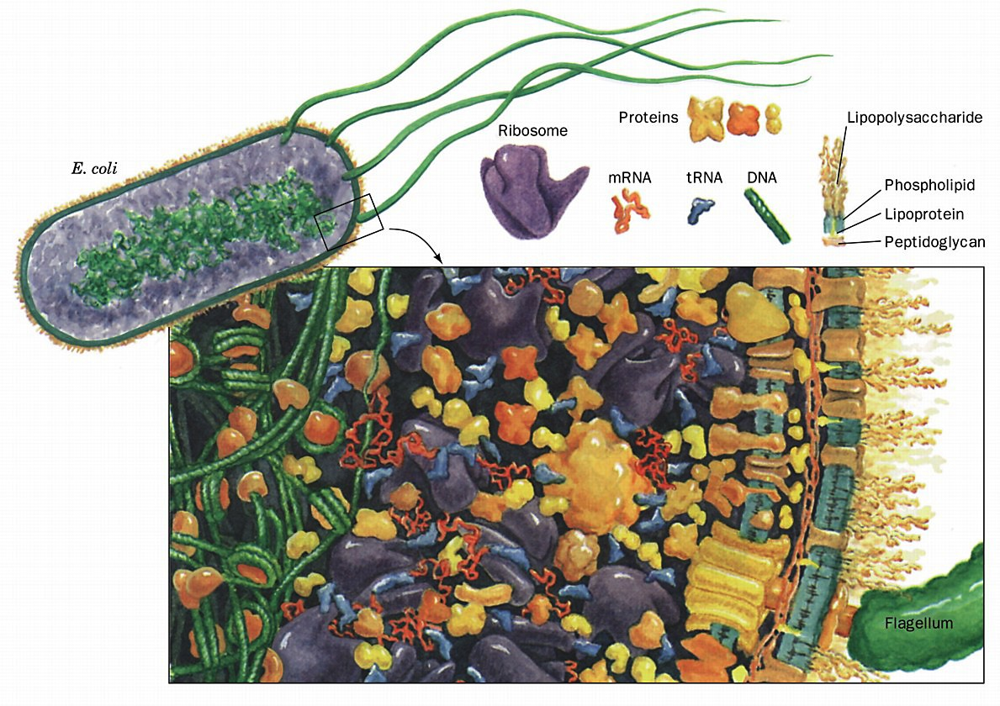 E. coli
Ribosome
Proteins
mRNA
tRNA
DNA
Lipopolysaccharide
Phospholipid
Lipoprotein
Peptidoglycan
Flagellum